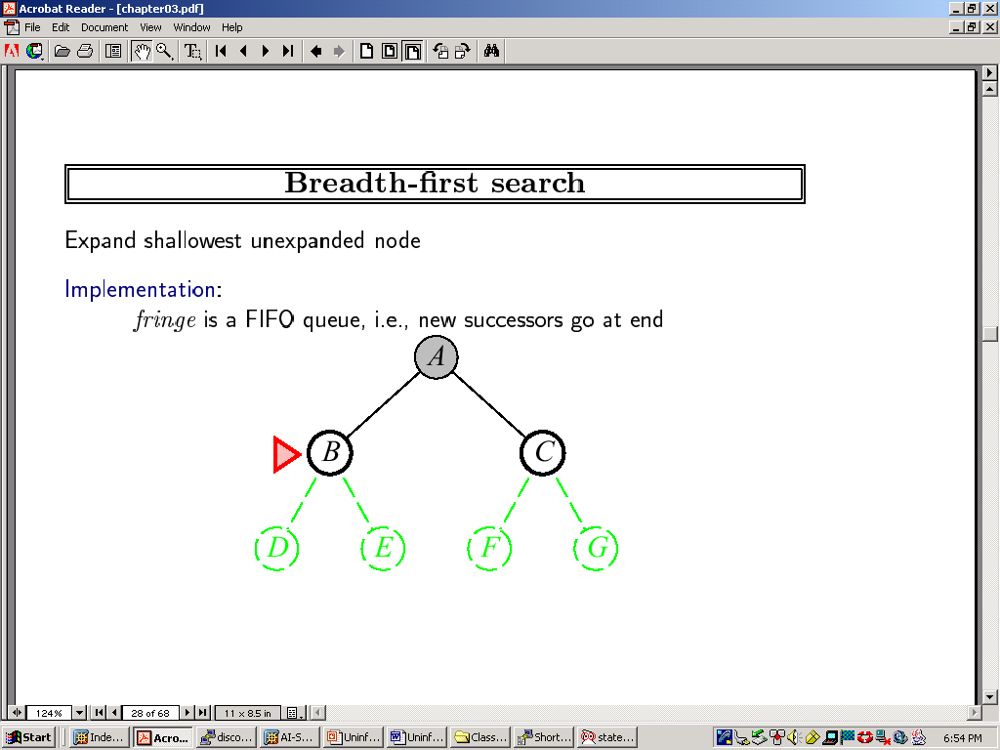 Acrobat Reader - [chapter03.pdf]
File Edit Document View Window Help
Breadth-first search
Expand shallowest unexpanded node
Implementation:
fringe is a FIFO queue, i.e., new successors go at end
A
B C
D E F G
124% 28 of 68 11 x 8.5 in
Start Inde... Acro... disco... AI-S... Uninf... Uninf... Class... Short... state... 6:54 PM